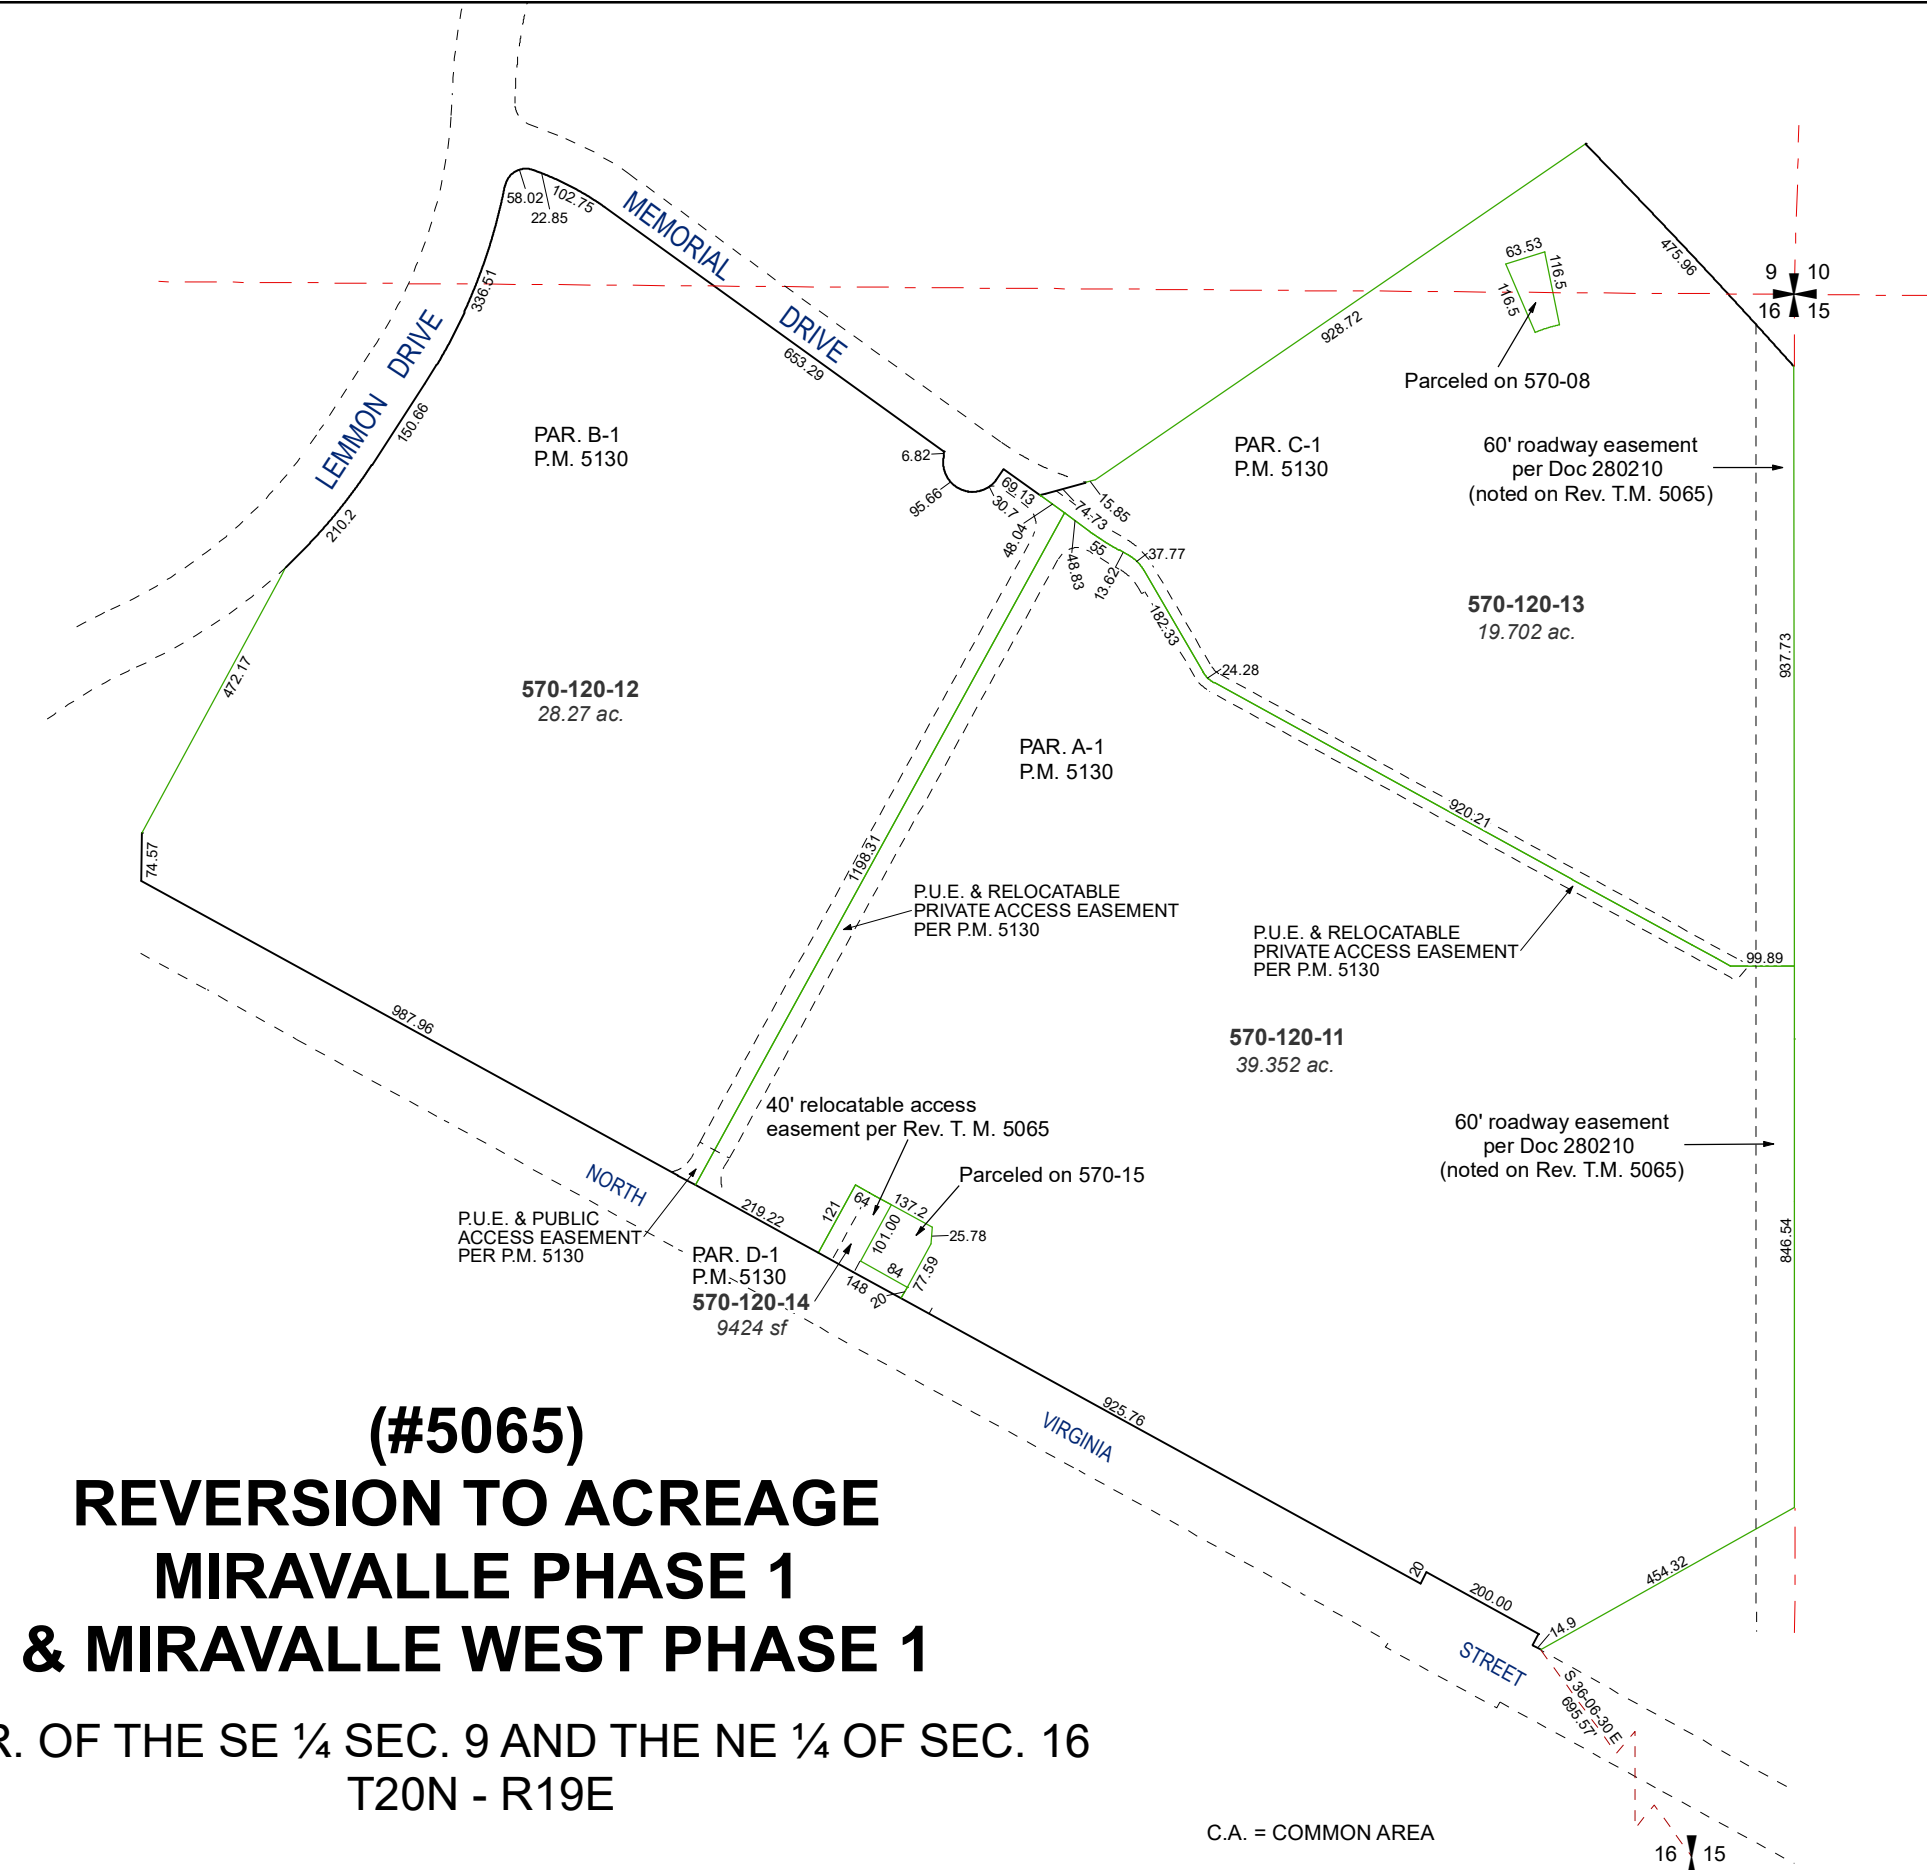 58.02
102.75
22.85
MEMORIAL
DRIVE
336.51
LEMMON DRIVE
150.66
210.2
653.29
6.82
95.66
30.7
69.13
48.04
74.73
15.85
55
48.83
13.62
37.77
182.33
24.28
928.72
475.96
63.53
116.5
116.5
Parceled on 570-08
9 10
16 15
PAR. B-1
P.M. 5130
PAR. C-1
P.M. 5130
60' roadway easement
per Doc 280210
(noted on Rev. T.M. 5065)
570-120-13
19.702 ac.
937.73
472.17
570-120-12
28.27 ac.
PAR. A-1
P.M. 5130
74.57
1198.31
920.21
P.U.E. & RELOCATABLE
PRIVATE ACCESS EASEMENT
PER P.M. 5130
P.U.E. & RELOCATABLE
PRIVATE ACCESS EASEMENT
PER P.M. 5130
99.89
987.96
570-120-11
39.352 ac.
40' relocatable access
easement per Rev. T. M. 5065
Parceled on 570-15
60' roadway easement
per Doc 280210
(noted on Rev. T.M. 5065)
NORTH
219.22
121
64
137.2
101.00
25.78
84
77.59
148
20
846.54
P.U.E. & PUBLIC
ACCESS EASEMENT
PER P.M. 5130
PAR. D-1
P.M. 5130
570-120-14
9424 sf
925.76
VIRGINIA
20
200.00
14.9
454.32
STREET
S 36-06-30 E
695.57'
(#5065)
REVERSION TO ACREAGE
MIRAVALLE PHASE 1
& MIRAVALLE WEST PHASE 1
R. OF THE SE ¼ SEC. 9 AND THE NE ¼ OF SEC. 16
T20N - R19E
C.A. = COMMON AREA
16 15